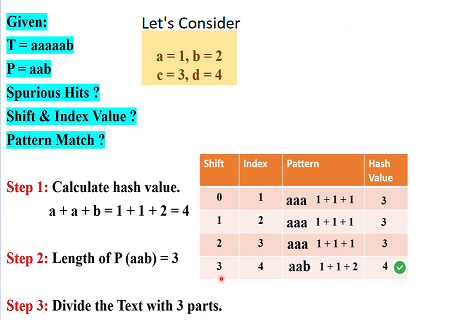 Given:
Let's Consider
T = aaaaab
a = 1, b = 2
P = aab
c = 3, d = 4
Spurious Hits ?
Shift & Index Value ?
Pattern Match ?
Shift Index Pattern Hash Value
Step 1: Calculate hash value.
0 1 aaa 1+1+1 3
a + a + b = 1 + 1 + 2 = 4
1 2 aaa 1+1+1 3
2 3 aaa 1+1+1 3
Step 2: Length of P (aab) = 3
3 4 aab 1+1+2 4
Step 3: Divide the Text with 3 parts.